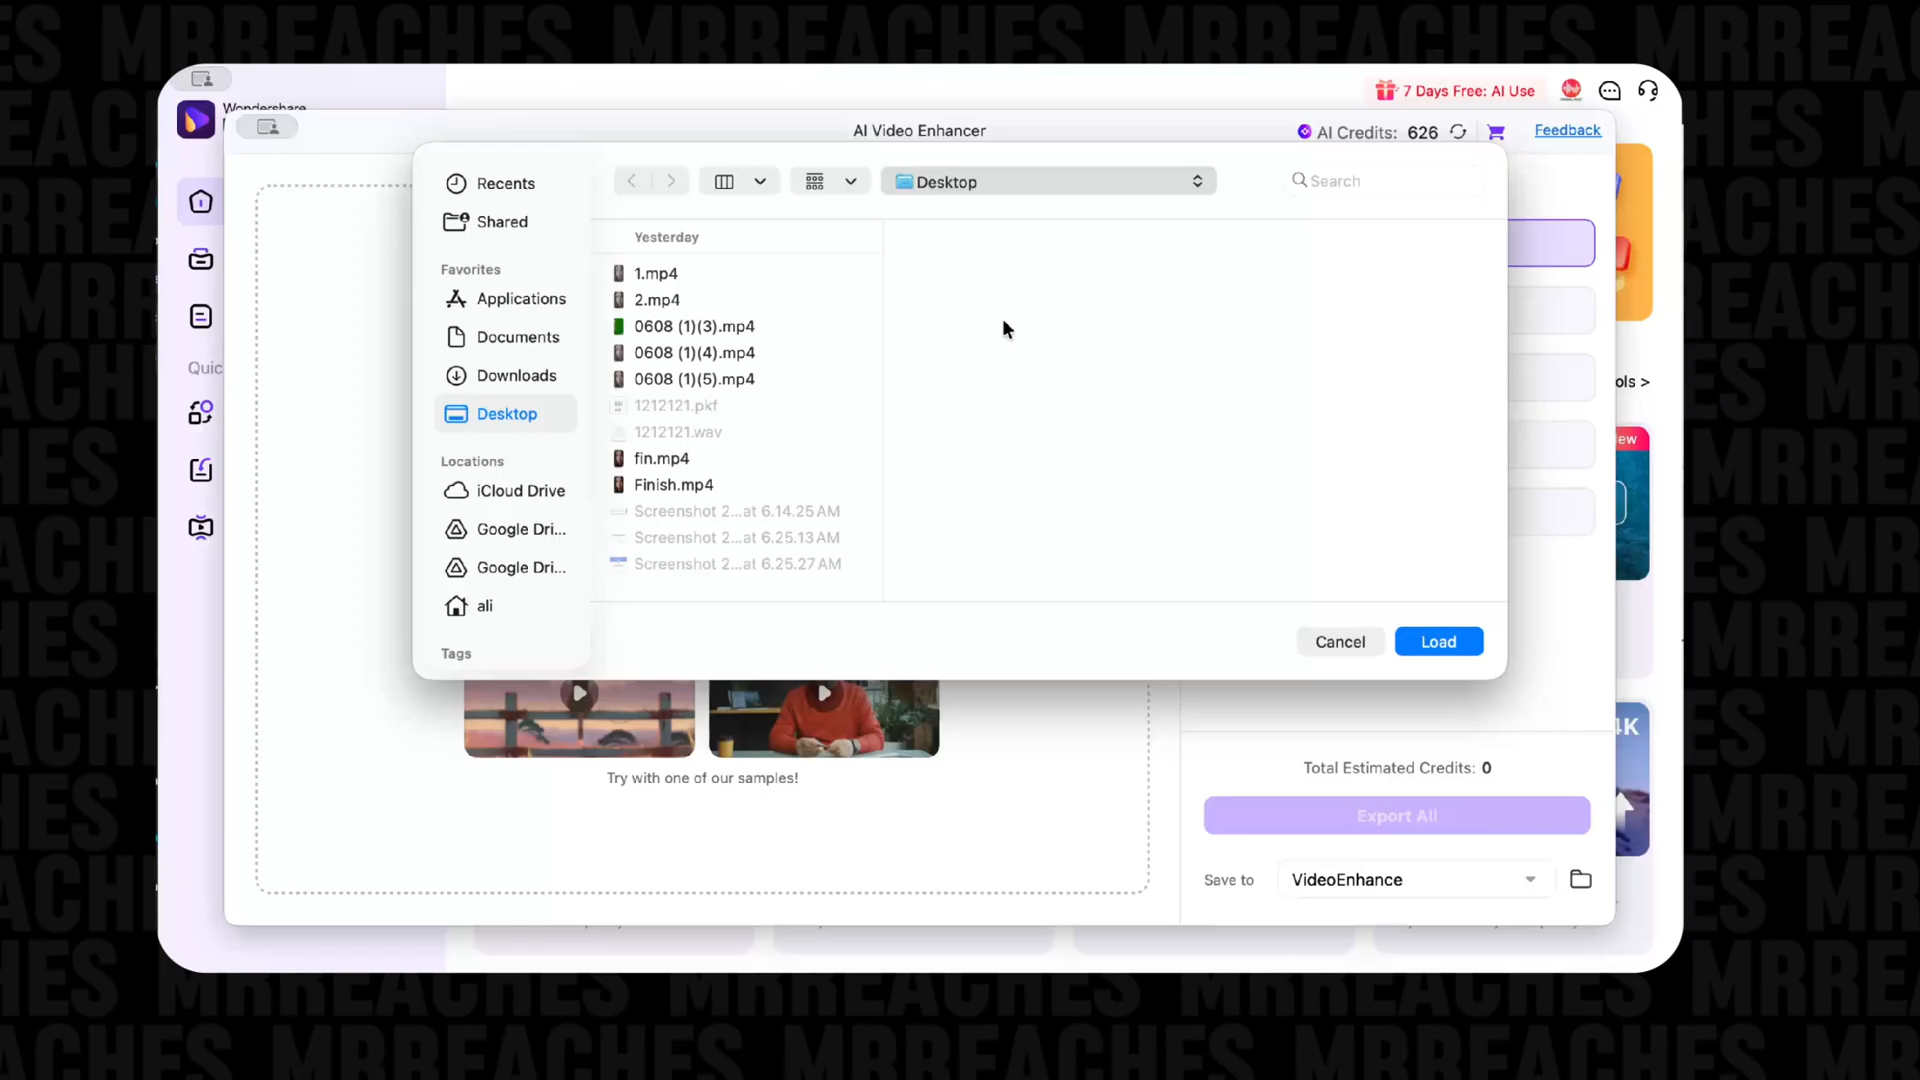 MRREACHES MRREACHES MRREACHES
7 Days Free: AI Use
Wondershare
AI Video Enhancer
AI Credits: 626
Feedback
Recents
Shared
Favorites
Applications
Documents
Downloads
Desktop
Locations
iCloud Drive
Google Dri...
Google Dri...
ali
Tags
Desktop
Search
Yesterday
1.mp4
2.mp4
0608 (1)(3).mp4
0608 (1)(4).mp4
0608 (1)(5).mp4
1212121.pkf
1212121.wav
fin.mp4
Finish.mp4
Screenshot 2...at 6.14.25 AM
Screenshot 2...at 6.25.13 AM
Screenshot 2...at 6.25.27 AM
Cancel
Load
Quic
ols >
ew
4K
Try with one of our samples!
Total Estimated Credits: 0
Export All
Save to
VideoEnhance